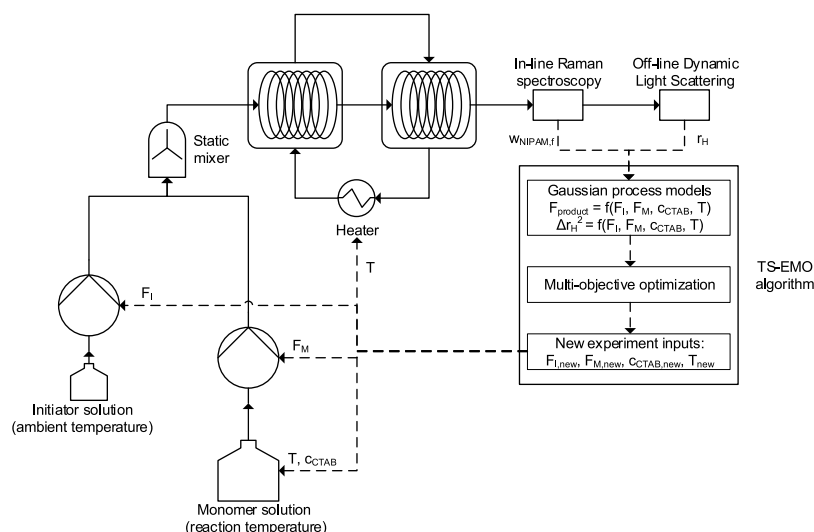 In-line Raman
spectroscopy
Off-line Dynamic
Light Scattering
Static
mixer
w_NIPAM,f
r_H
Heater
T
Gaussian process models
F_product = f(F_I, F_M, c_CTAB, T)
Δr_H² = f(F_I, F_M, c_CTAB, T)
Multi-objective optimization
New experiment inputs:
F_I,new, F_M,new, c_CTAB,new, T_new
TS-EMO
algorithm
F_I
F_M
Initiator solution
(ambient temperature)
T, c_CTAB
Monomer solution
(reaction temperature)